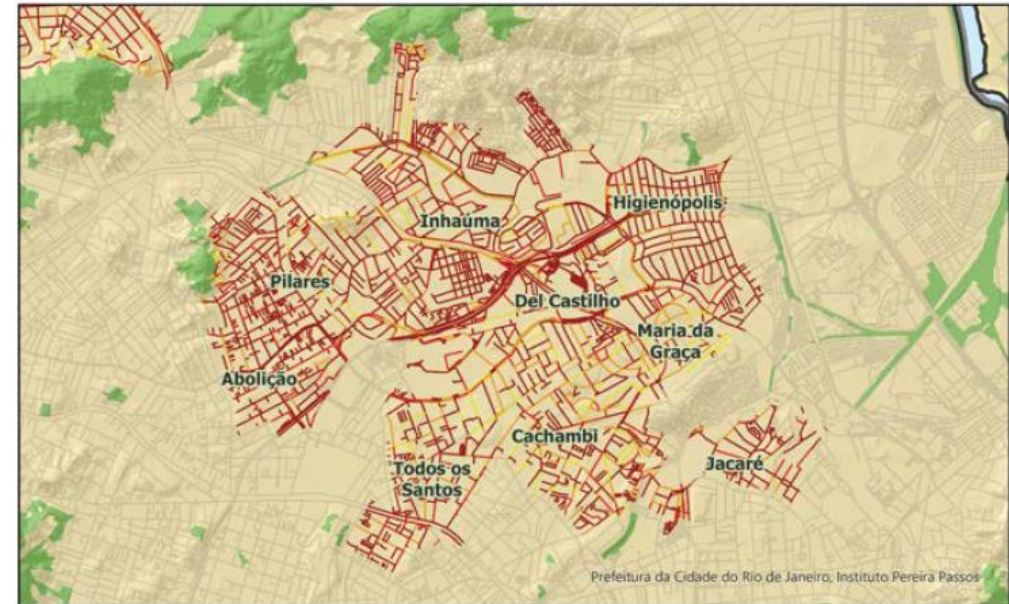 Higienópolis
Inhaúma
Pilares
Del Castilho
Maria da
Graça
Abolição
Cachambi
Jacaré
Todos os
Santos
Prefeitura da Cidade do Rio de Janeiro, Instituto Pereira Passos